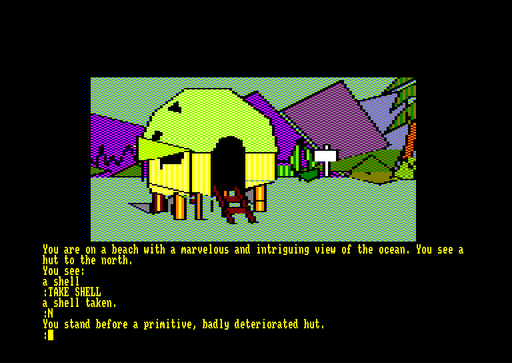 You are on a beach with a marvelous and intriguing view of the ocean. You see a
hut to the north.
You see:
a shell
:TAKE SHELL
a shell taken.
:N
You stand before a primitive, badly deteriorated hut.
: